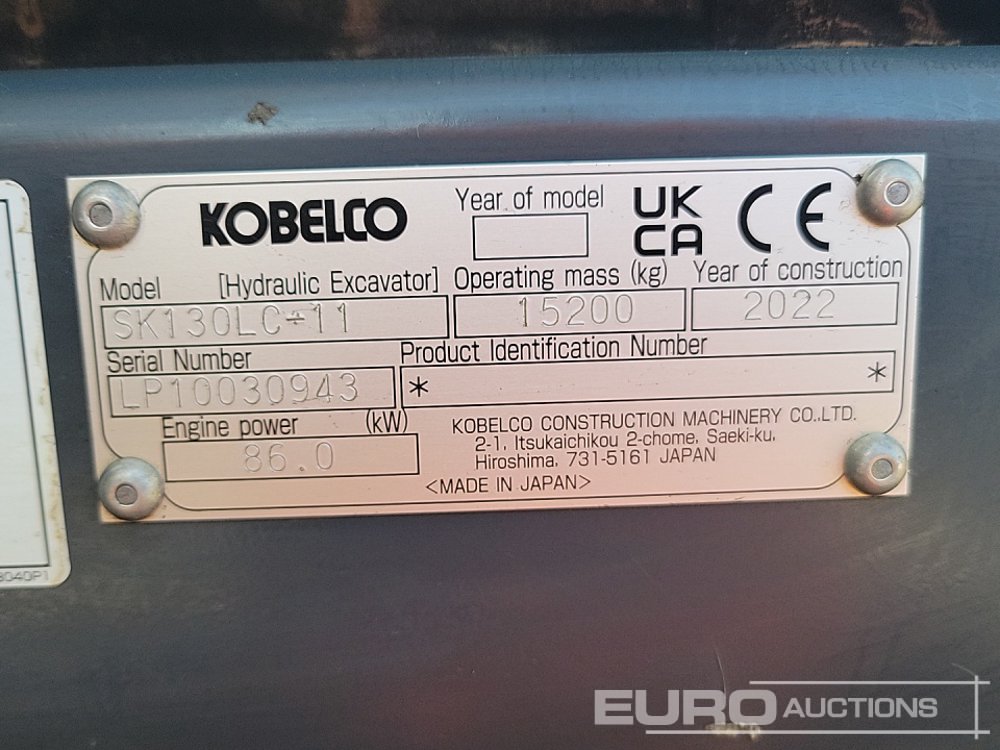 KOBELCO
Year of model
UK
CA
CE
Model [Hydraulic Excavator]
SK130LC-11
Operating mass (kg)
15200
Year of construction
2022
Serial Number
LP10030943
Product Identification Number
* *
Engine power (kW)
86.0
KOBELCO CONSTRUCTION MACHINERY CO.,LTD.
2-1, Itsukaichikou 2-chome, Saeki-ku,
Hiroshima, 731-5161 JAPAN
<MADE IN JAPAN>
EUROAUCTIONS